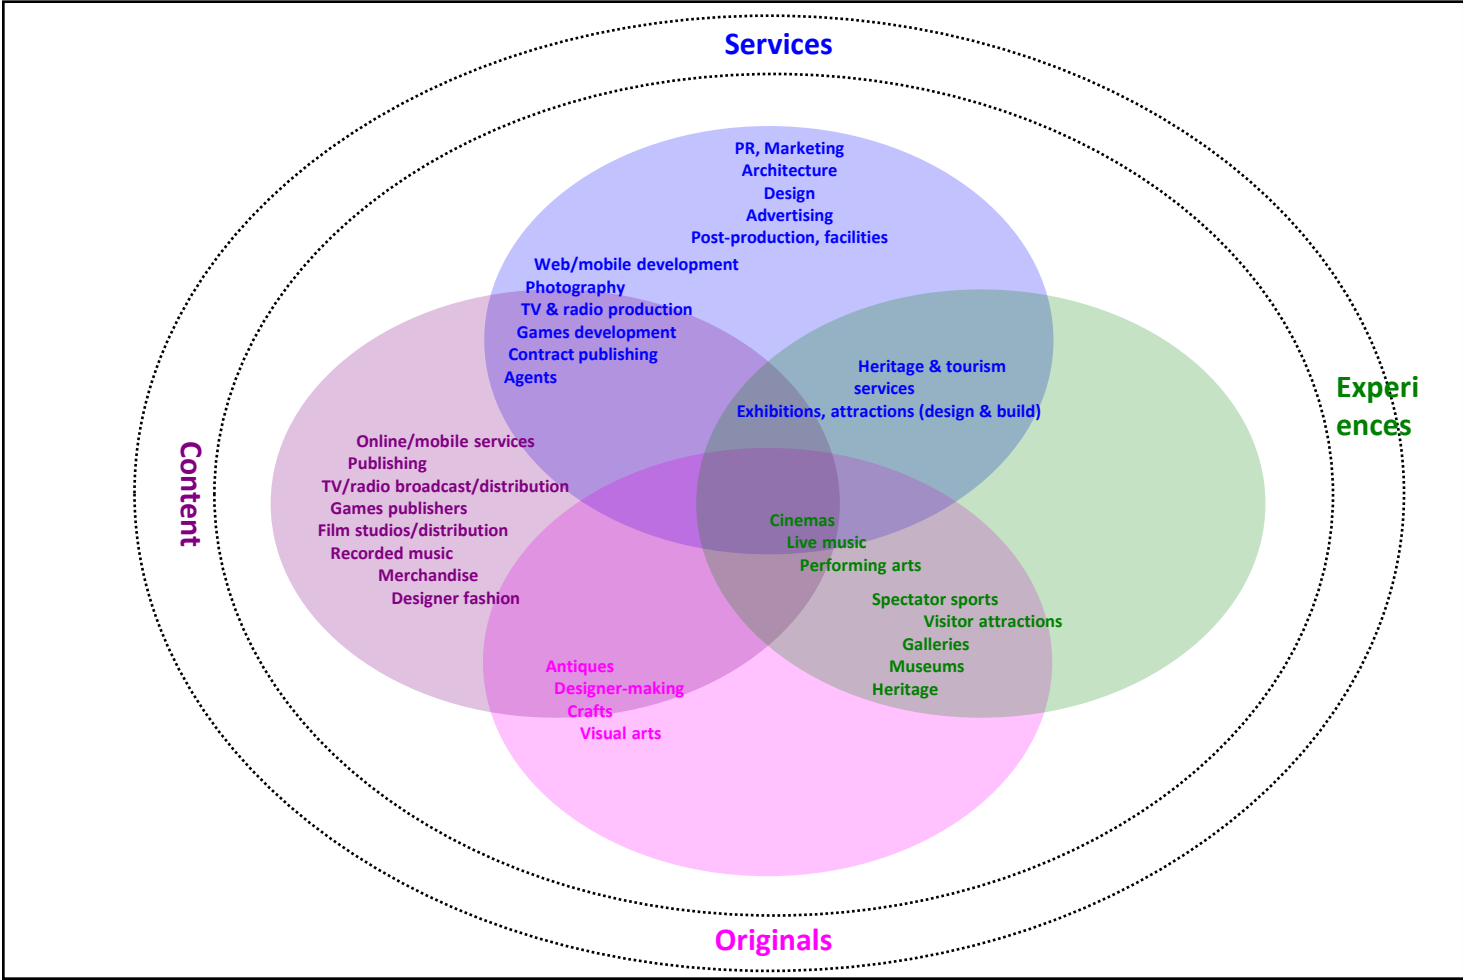 Services
PR, Marketing
Architecture
Design
Advertising
Post-production, facilities
Web/mobile development
Photography
TV & radio production
Games development
Contract publishing
Agents
Heritage & tourism
services
Exhibitions, attractions (design & build)
Experi
ences
Content
Online/mobile services
Publishing
TV/radio broadcast/distribution
Games publishers
Film studios/distribution
Recorded music
Merchandise
Designer fashion
Cinemas
Live music
Performing arts
Spectator sports
Visitor attractions
Galleries
Museums
Heritage
Antiques
Designer-making
Crafts
Visual arts
Originals